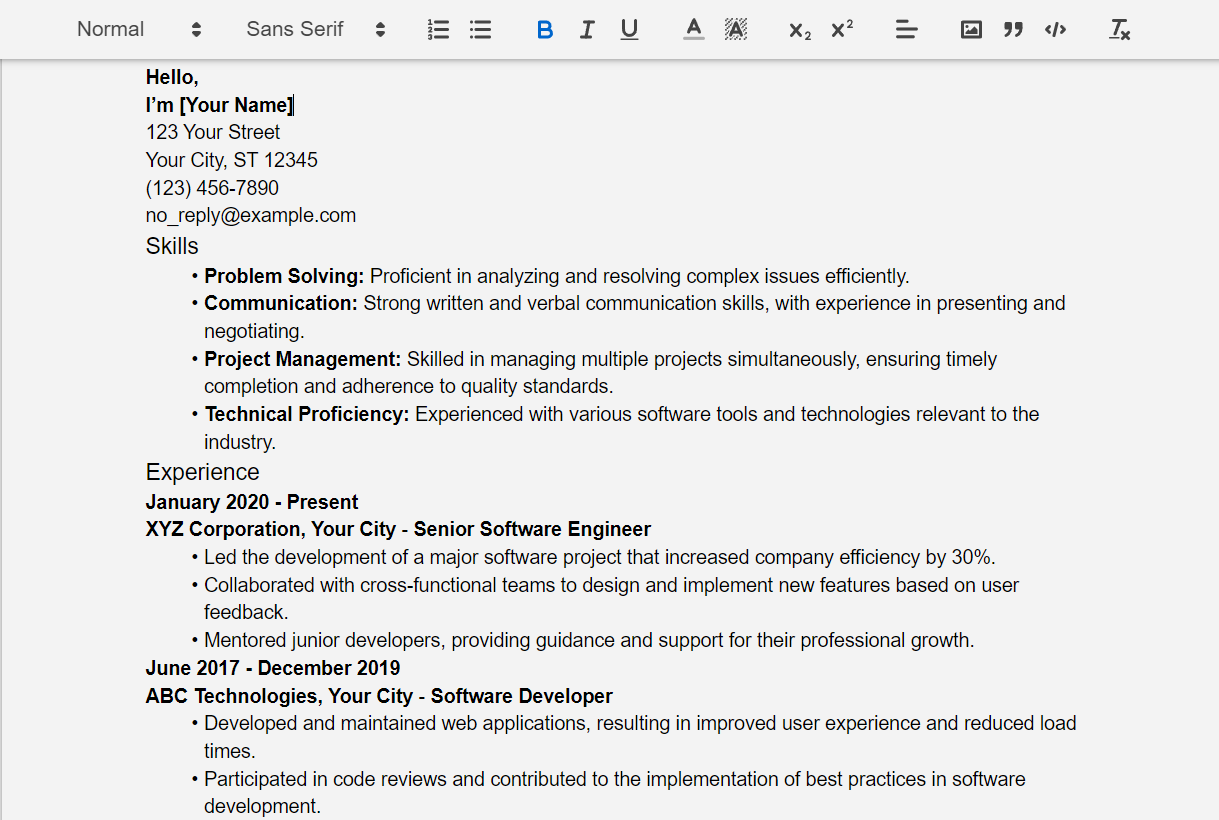 Normal Sans Serif
Hello,
I’m [Your Name]
123 Your Street
Your City, ST 12345
(123) 456-7890
no_reply@example.com
Skills
• Problem Solving: Proficient in analyzing and resolving complex issues efficiently.
• Communication: Strong written and verbal communication skills, with experience in presenting and
negotiating.
• Project Management: Skilled in managing multiple projects simultaneously, ensuring timely
completion and adherence to quality standards.
• Technical Proficiency: Experienced with various software tools and technologies relevant to the
industry.
Experience
January 2020 - Present
XYZ Corporation, Your City - Senior Software Engineer
• Led the development of a major software project that increased company efficiency by 30%.
• Collaborated with cross-functional teams to design and implement new features based on user
feedback.
• Mentored junior developers, providing guidance and support for their professional growth.
June 2017 - December 2019
ABC Technologies, Your City - Software Developer
• Developed and maintained web applications, resulting in improved user experience and reduced load
times.
• Participated in code reviews and contributed to the implementation of best practices in software
development.